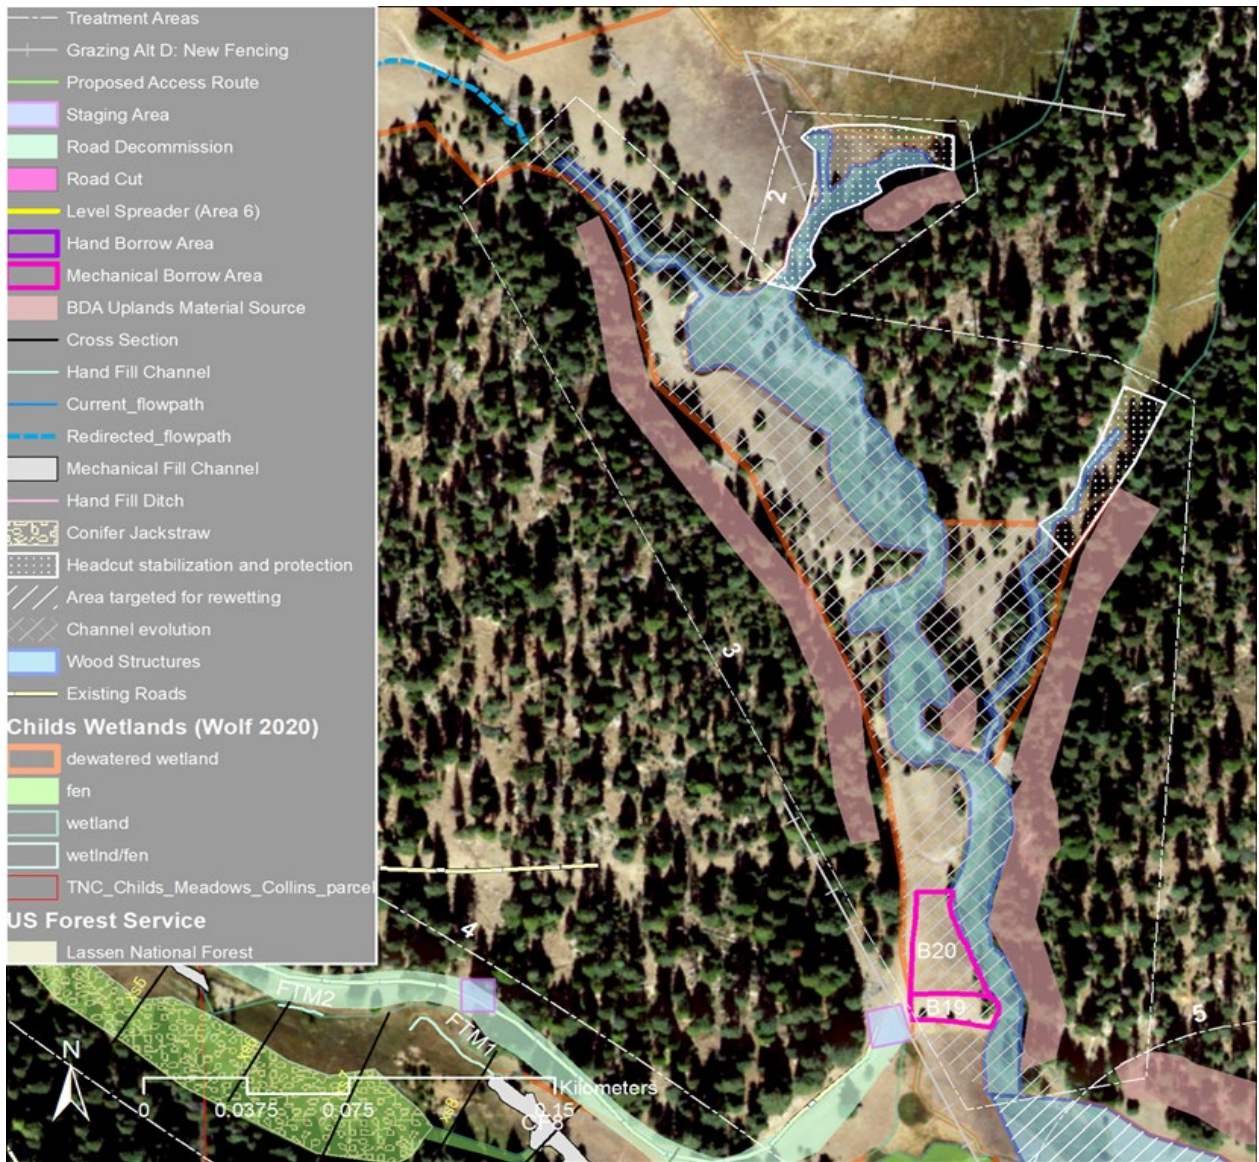 Treatment Areas
Grazing Alt D: New Fencing
Proposed Access Route
Staging Area
Road Decommission
Road Cut
Level Spreader (Area 6)
Hand Borrow Area
Mechanical Borrow Area
BDA Uplands Material Source
Cross Section
Hand Fill Channel
Current_flowpath
Redirected_flowpath
Mechanical Fill Channel
Hand Fill Ditch
Conifer Jackstraw
Headcut stabilization and protection
Area targeted for rewetting
Channel evolution
Wood Structures
Existing Roads
Childs Wetlands (Wolf 2020)
dewatered wetland
fen
wetland
wetlnd/fen
TNC_Childs_Meadows_Collins_parcel
US Forest Service
Lassen National Forest
2
3
4
5
B20
B19
FTM2
FTM1
xs5
xs6
xs8
CF8
N
Kilometers
0 0.0375 0.075 0.15